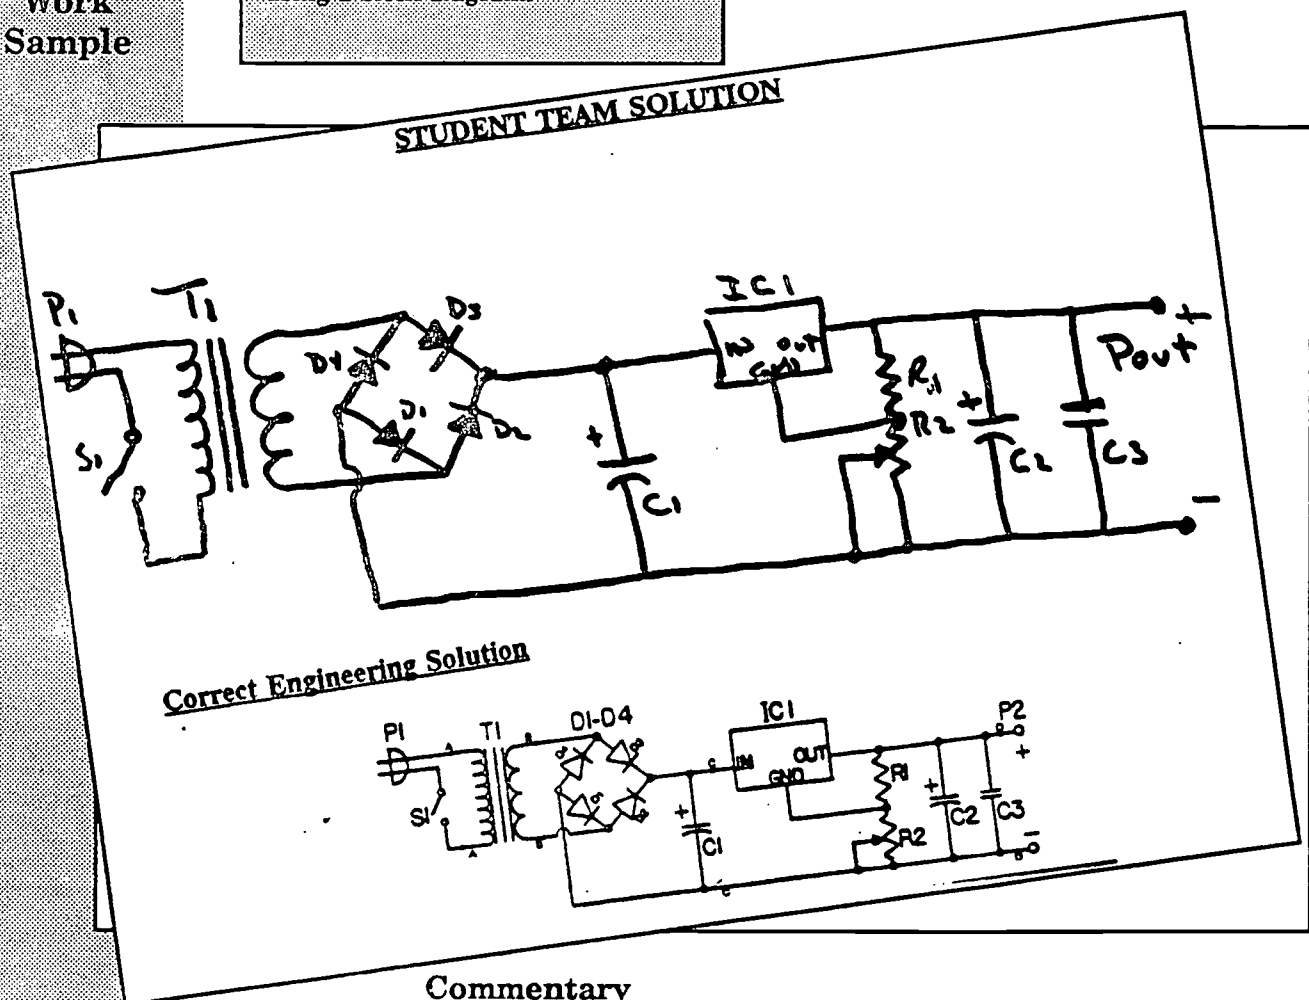 Work
Sample
STUDENT TEAM SOLUTION
P1
T1
D3
D4
D1
D2
S1
C1
IC1
IN
OUT
GND
R1
R2
+
C2
C3
Pout
+
-
+
Correct Engineering Solution
P1
T1
D1-D4
IC1
P2
S1
IN
OUT
GND
R1
R2
+
C1
+
C2
C3
+
-
Commentary